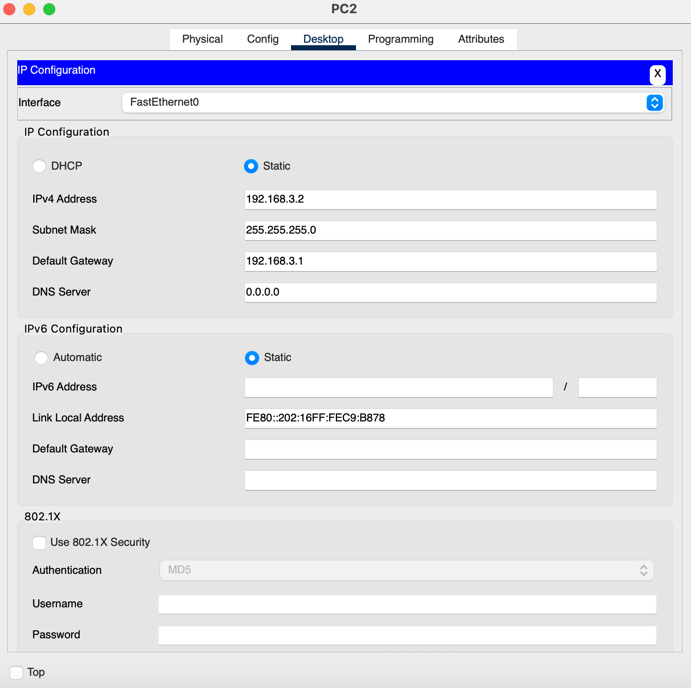 PC2
Physical Config Desktop Programming Attributes
IP Configuration X
Interface FastEthernet0
IP Configuration
DHCP Static
IPv4 Address 192.168.3.2
Subnet Mask 255.255.255.0
Default Gateway 192.168.3.1
DNS Server 0.0.0.0
IPv6 Configuration
Automatic Static
IPv6 Address /
Link Local Address FE80::202:16FF:FEC9:B878
Default Gateway
DNS Server
802.1X
Use 802.1X Security
Authentication MD5
Username
Password
Top